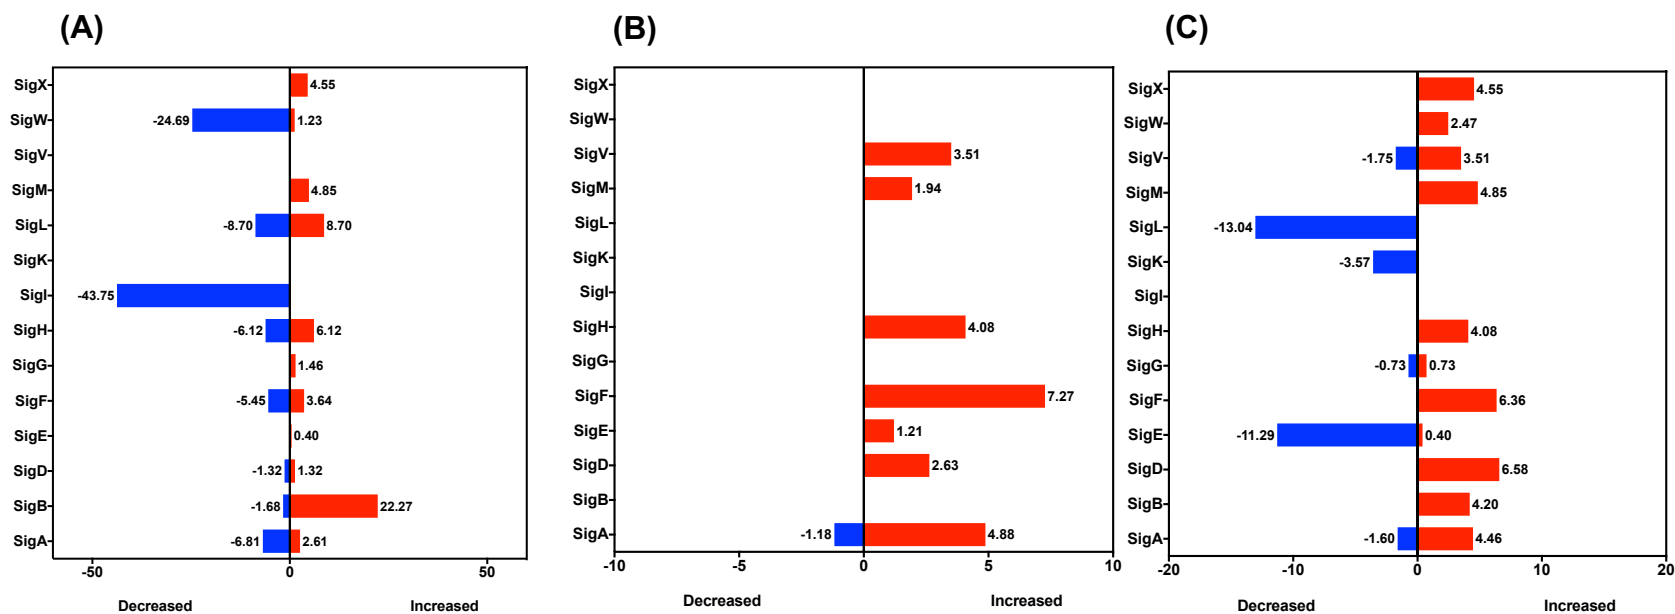 (A)
SigX 4.55
SigW -24.69 1.23
SigV
SigM 4.85
SigL -8.70 8.70
SigK
SigI -43.75
SigH -6.12 6.12
SigG 1.46
SigF -5.45 3.64
SigE 0.40
SigD -1.32 1.32
SigB -1.68 22.27
SigA -6.81 2.61
-50 0 50
Decreased Increased
(B)
SigX
SigW
SigV 3.51
SigM 1.94
SigL
SigK
SigI
SigH 4.08
SigG
SigF 7.27
SigE 1.21
SigD 2.63
SigB
SigA -1.18 4.88
-10 -5 0 5 10
Decreased Increased
(C)
SigX 4.55
SigW 2.47
SigV -1.75 3.51
SigM 4.85
SigL -13.04
SigK -3.57
SigI
SigH 4.08
SigG -0.73 0.73
SigF 6.36
SigE -11.29 0.40
SigD 6.58
SigB 4.20
SigA -1.60 4.46
-20 -10 0 10 20
Decreased Increased